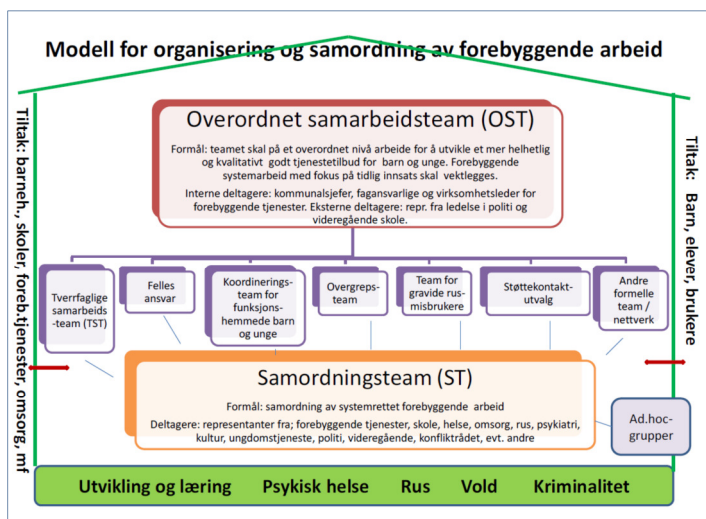 Modell for organisering og samordning av forebyggende arbeid
Tiltak: barneh., skoler, foreb.tjenester, omsorg, mf
Overordnet samarbeidsteam (OST)
Formål: teamet skal på et overordnet nivå arbeide for å utvikle et mer helhetlig
og kvalitativt godt tjenestetilbud for barn og unge. Forebyggende
systemarbeid med fokus på tidlig innsats skal vektlegges.
Interne deltagere: kommunalsjefer, fagansvarlige og virksomhetsleder for
forebyggende tjenester. Eksterne deltagere: repr. fra ledelse i politi og
videregående skole.
Tiltak: Barn, elever, brukere
Tverrfaglige
samarbeids
-team (TST)
Felles
ansvar
Koordinerings-
team for
funksjons-
hemmede barn
og unge
Overgreps-
team
Team for
gravide rus-
misbrukere
Støttekontakt-
utvalg
Andre
formelle
team /
nettverk
Samordningsteam (ST)
Formål: samordning av systemrettet forebyggende arbeid
Deltagere: representanter fra; forebyggende tjenester, skole, helse, omsorg, rus, psykiatri,
kultur, ungdomstjeneste, politi, videregående, konfliktrådet, evt. andre
Ad.hoc-
grupper
Utvikling og læring Psykisk helse Rus Vold Kriminalitet